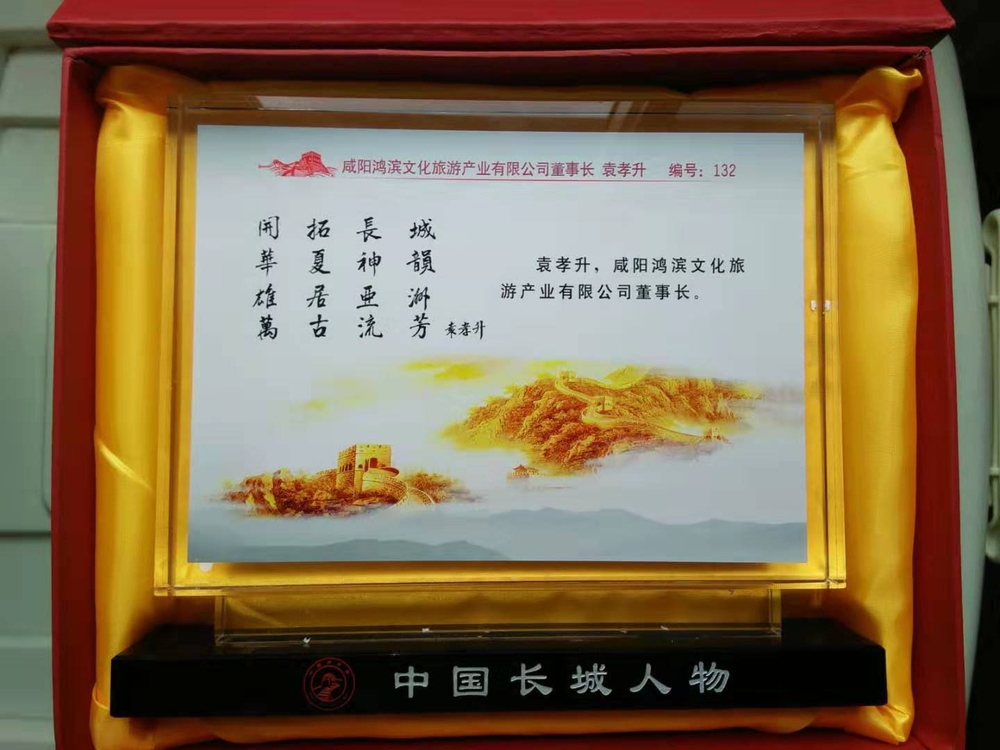 咸阳鸿滨文化旅游产业有限公司董事长 袁孝升 编号：132
開拓長城
華夏神韻
雄居亞洲
萬古流芳 袁孝升
袁孝升，咸阳鸿滨文化旅
游产业有限公司董事长。
中国长城人物